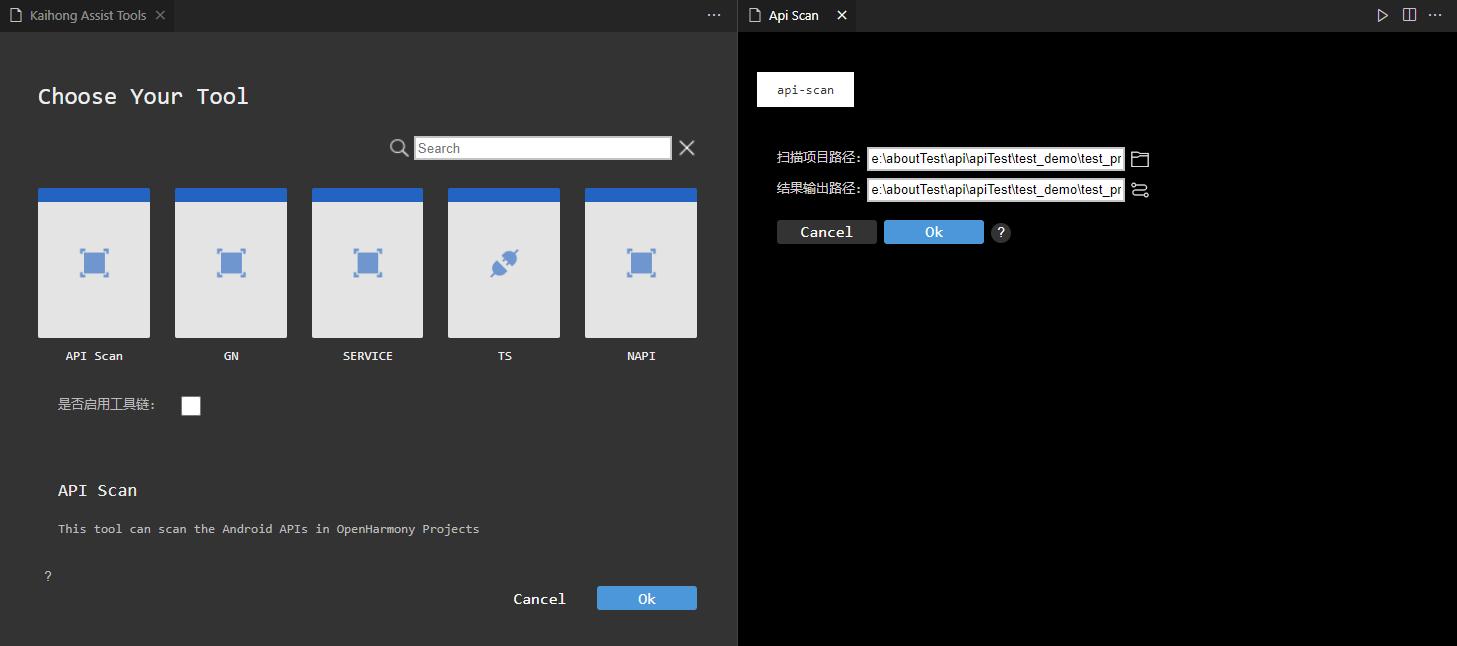 Kaihong Assist Tools
Choose Your Tool
Search
API Scan
GN
SERVICE
TS
NAPI
是否启用工具链:
API Scan
This tool can scan the Android APIs in OpenHarmony Projects
?
Cancel
Ok
Api Scan
api-scan
扫描项目路径:
e:\aboutTest\api\apiTest\test_demo\test_pr
结果输出路径:
e:\aboutTest\api\apiTest\test_demo\test_pr
Cancel
Ok
?